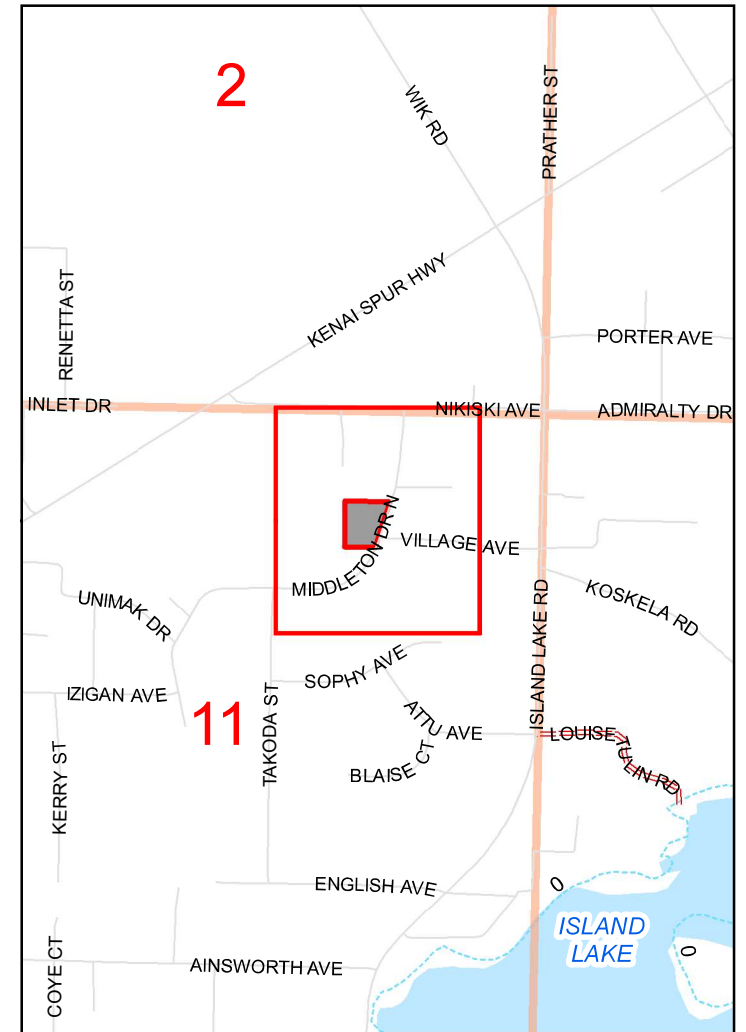 2
WIK RD
PRATHER ST
KENAI SPUR HWY
RENETTA ST
PORTER AVE
INLET DR
NIKISKI AVE
ADMIRALTY DR
MIDDLETON DR N
VILLAGE AVE
UNIMAK DR
KOSKELA RD
ISLAND LAKE RD
SOPHY AVE
IZIGAN AVE
11
TAKODA ST
ATTU AVE
LOUISE TULIN RD
BLAISE CT
KERRY ST
ENGLISH AVE
0
ISLAND
LAKE
0
AINSWORTH AVE
COYE CT